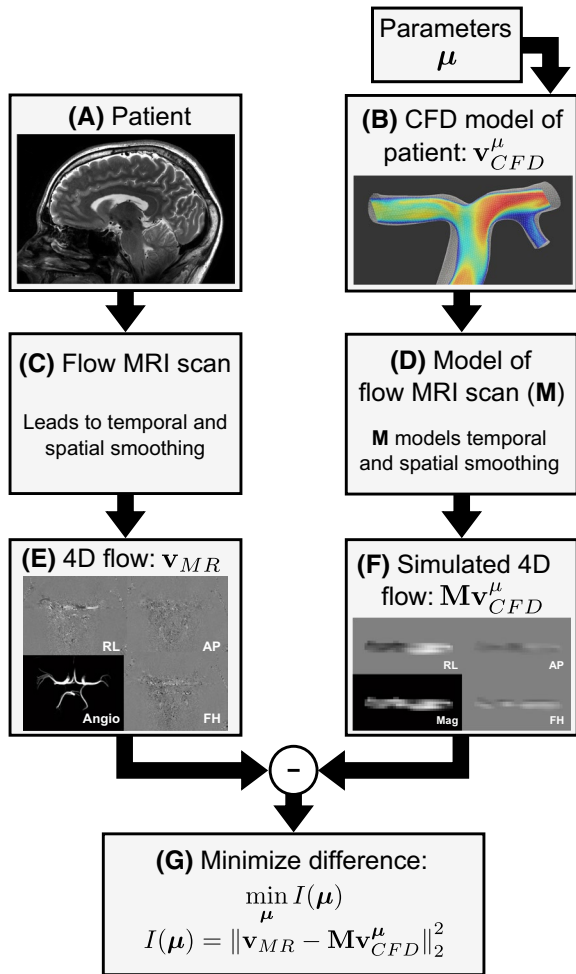 Parameters
μ
(A) Patient
(B) CFD model of
patient: v^μ_CFD
(C) Flow MRI scan
Leads to temporal and
spatial smoothing
(D) Model of
flow MRI scan (M)
M models temporal
and spatial smoothing
(E) 4D flow: v_MR
RL
AP
Angio
FH
(F) Simulated 4D
flow: Mv^μ_CFD
RL
AP
Mag
FH
−
(G) Minimize difference:
min_μ I(μ)
I(μ) = ‖v_MR − Mv^μ_CFD‖²₂